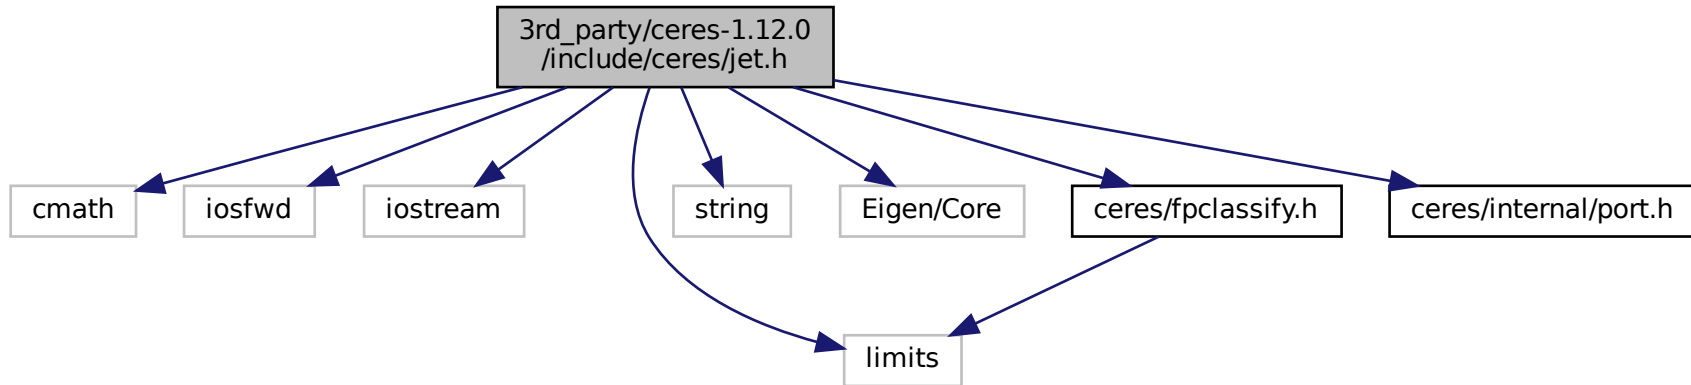 3rd_party/ceres-1.12.0
/include/ceres/jet.h
cmath
iosfwd
iostream
string
Eigen/Core
ceres/fpclassify.h
ceres/internal/port.h
limits